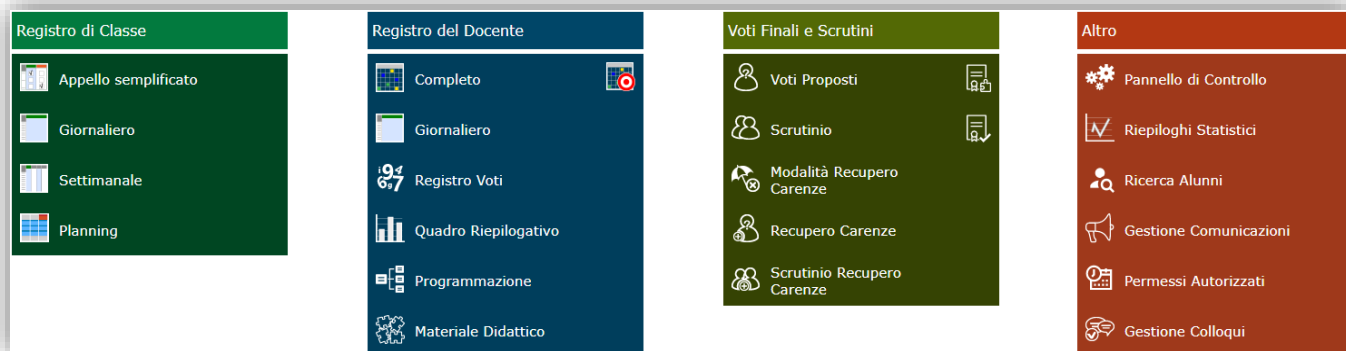 Registro di Classe
Appello semplificato
Giornaliero
Settimanale
Planning
Registro del Docente
Completo
Giornaliero
Registro Voti
Quadro Riepilogativo
Programmazione
Materiale Didattico
Voti Finali e Scrutini
Voti Proposti
Scrutinio
Modalità Recupero
Carenze
Recupero Carenze
Scrutinio Recupero
Carenze
Altro
Pannello di Controllo
Riepiloghi Statistici
Ricerca Alunni
Gestione Comunicazioni
Permessi Autorizzati
Gestione Colloqui